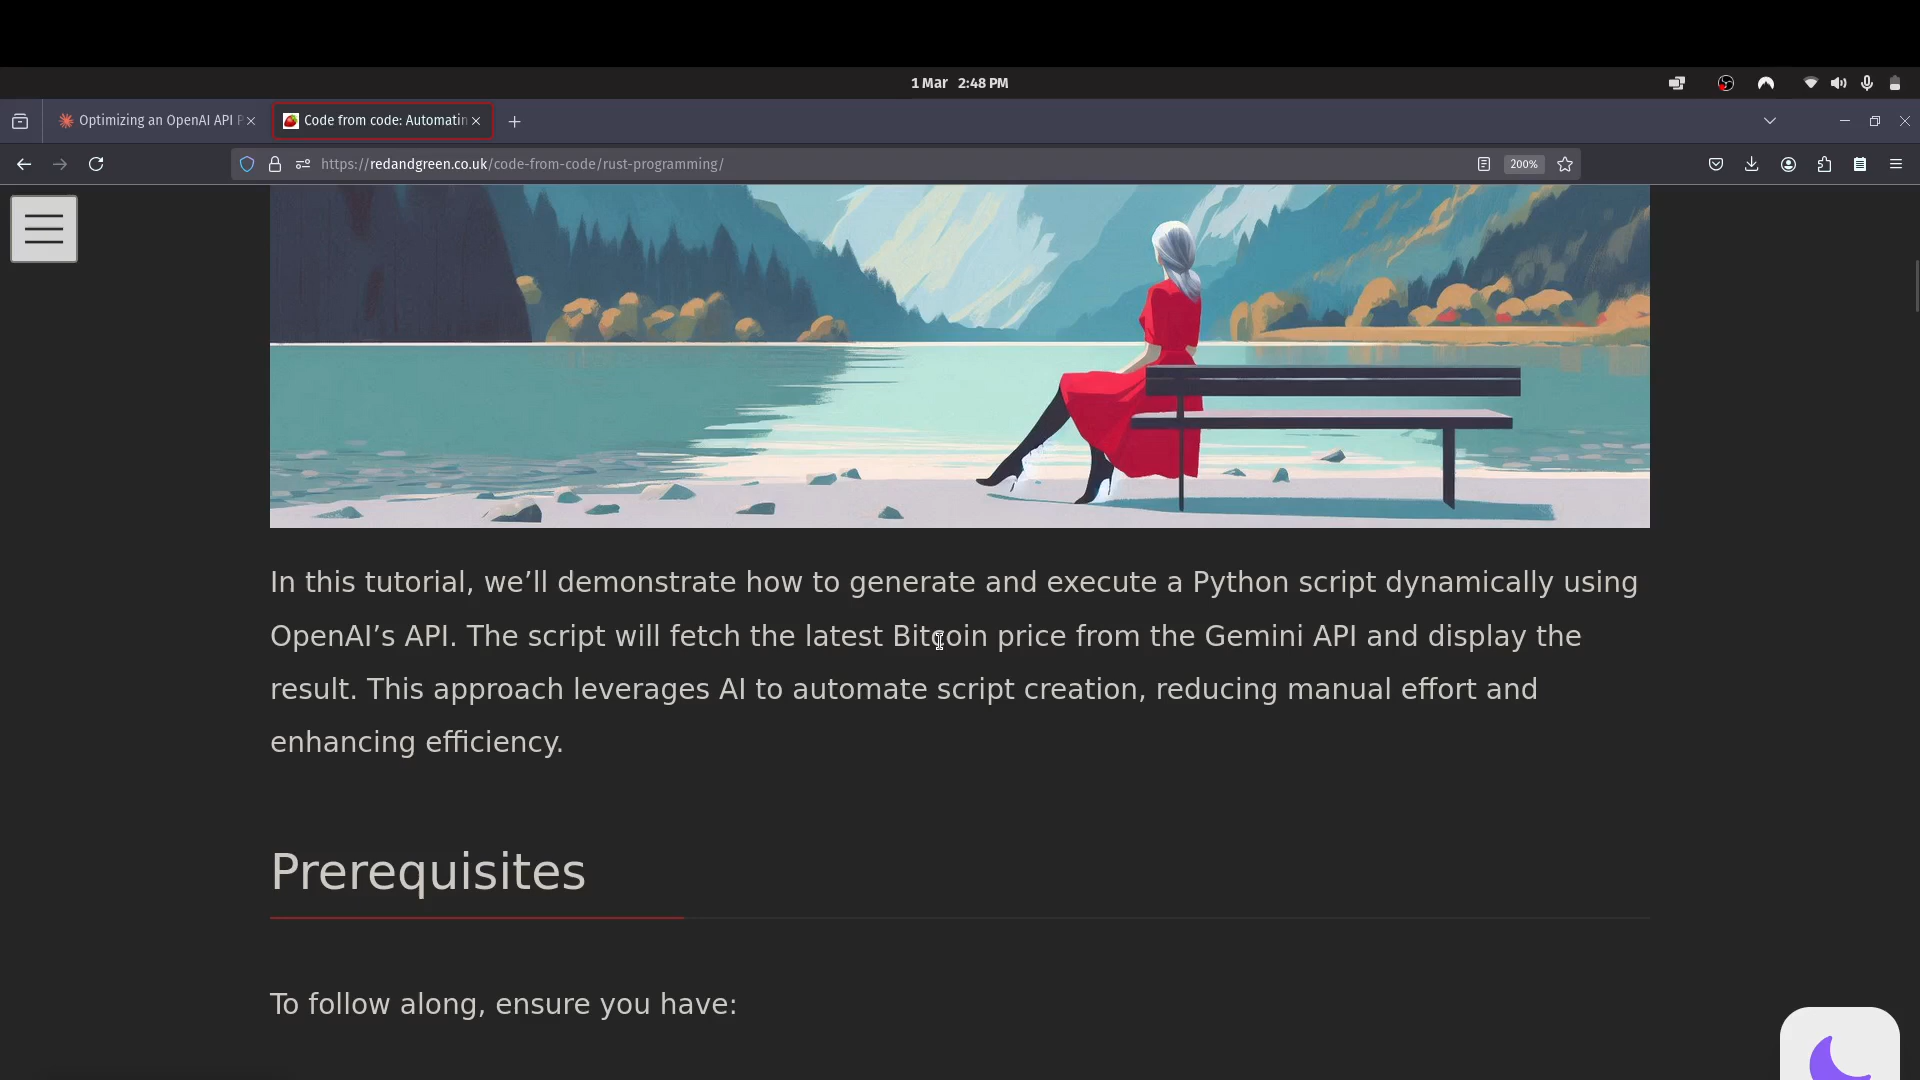 1 Mar 2:48 PM
Optimizing an OpenAI API P
Code from code: Automatin
https://redandgreen.co.uk/code-from-code/rust-programming/
200%
In this tutorial, we’ll demonstrate how to generate and execute a Python script dynamically using
OpenAI’s API. The script will fetch the latest Bitcoin price from the Gemini API and display the
result. This approach leverages AI to automate script creation, reducing manual effort and
enhancing efficiency.
Prerequisites
To follow along, ensure you have: